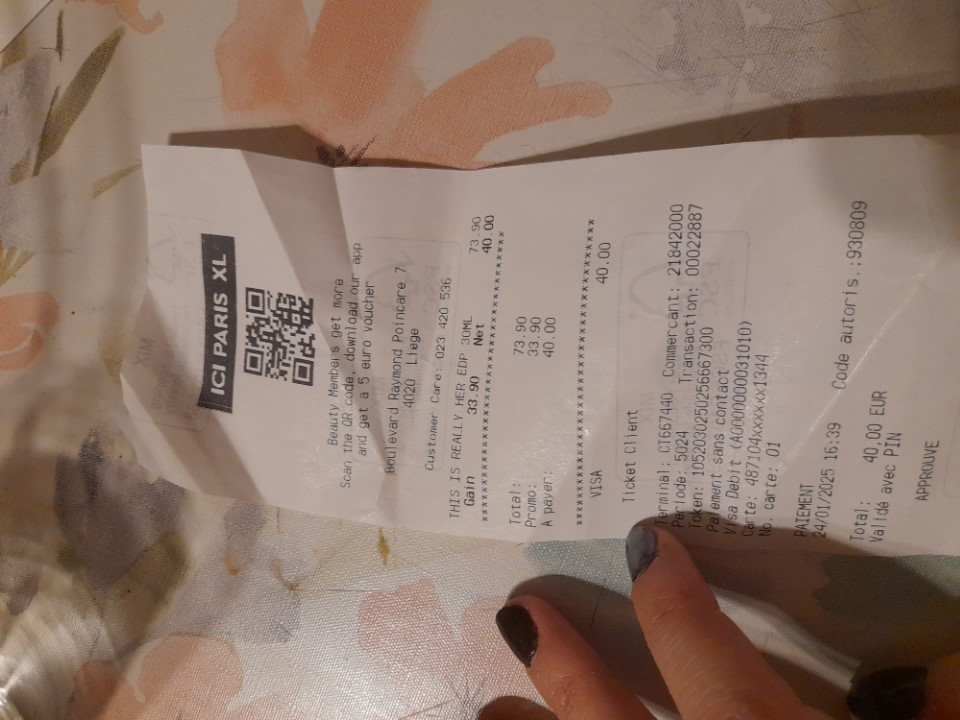 ICI PARIS XL
Beauty Members get more
Scan the QR code, download our app
and get a 5 euro voucher
Boulevard Raymond Poincare 7
4020 Liege
Customer Care: 023 420 536
THIS IS REALLY HER EDP 30ML 73.90
Gain 33.90 Net 40.00
***********************************
Total: 73.90
Promo: 33.90
A payer: 40.00
***********************************
VISA 40.00
Ticket Client
Terminal: CT667440 Commercant: 21842000
Periode: 5024 Transaction: 00022887
Token: 1052030250256667300
Paiement sans contact
Visa Debit (A0000000031010)
Carte: 487104xxxxxx1344
No. carte: 01
PAIEMENT
24/01/2025 16:39 Code autoris.:930809
Total: 40,00 EUR
Validé avec PIN
APPROUVE